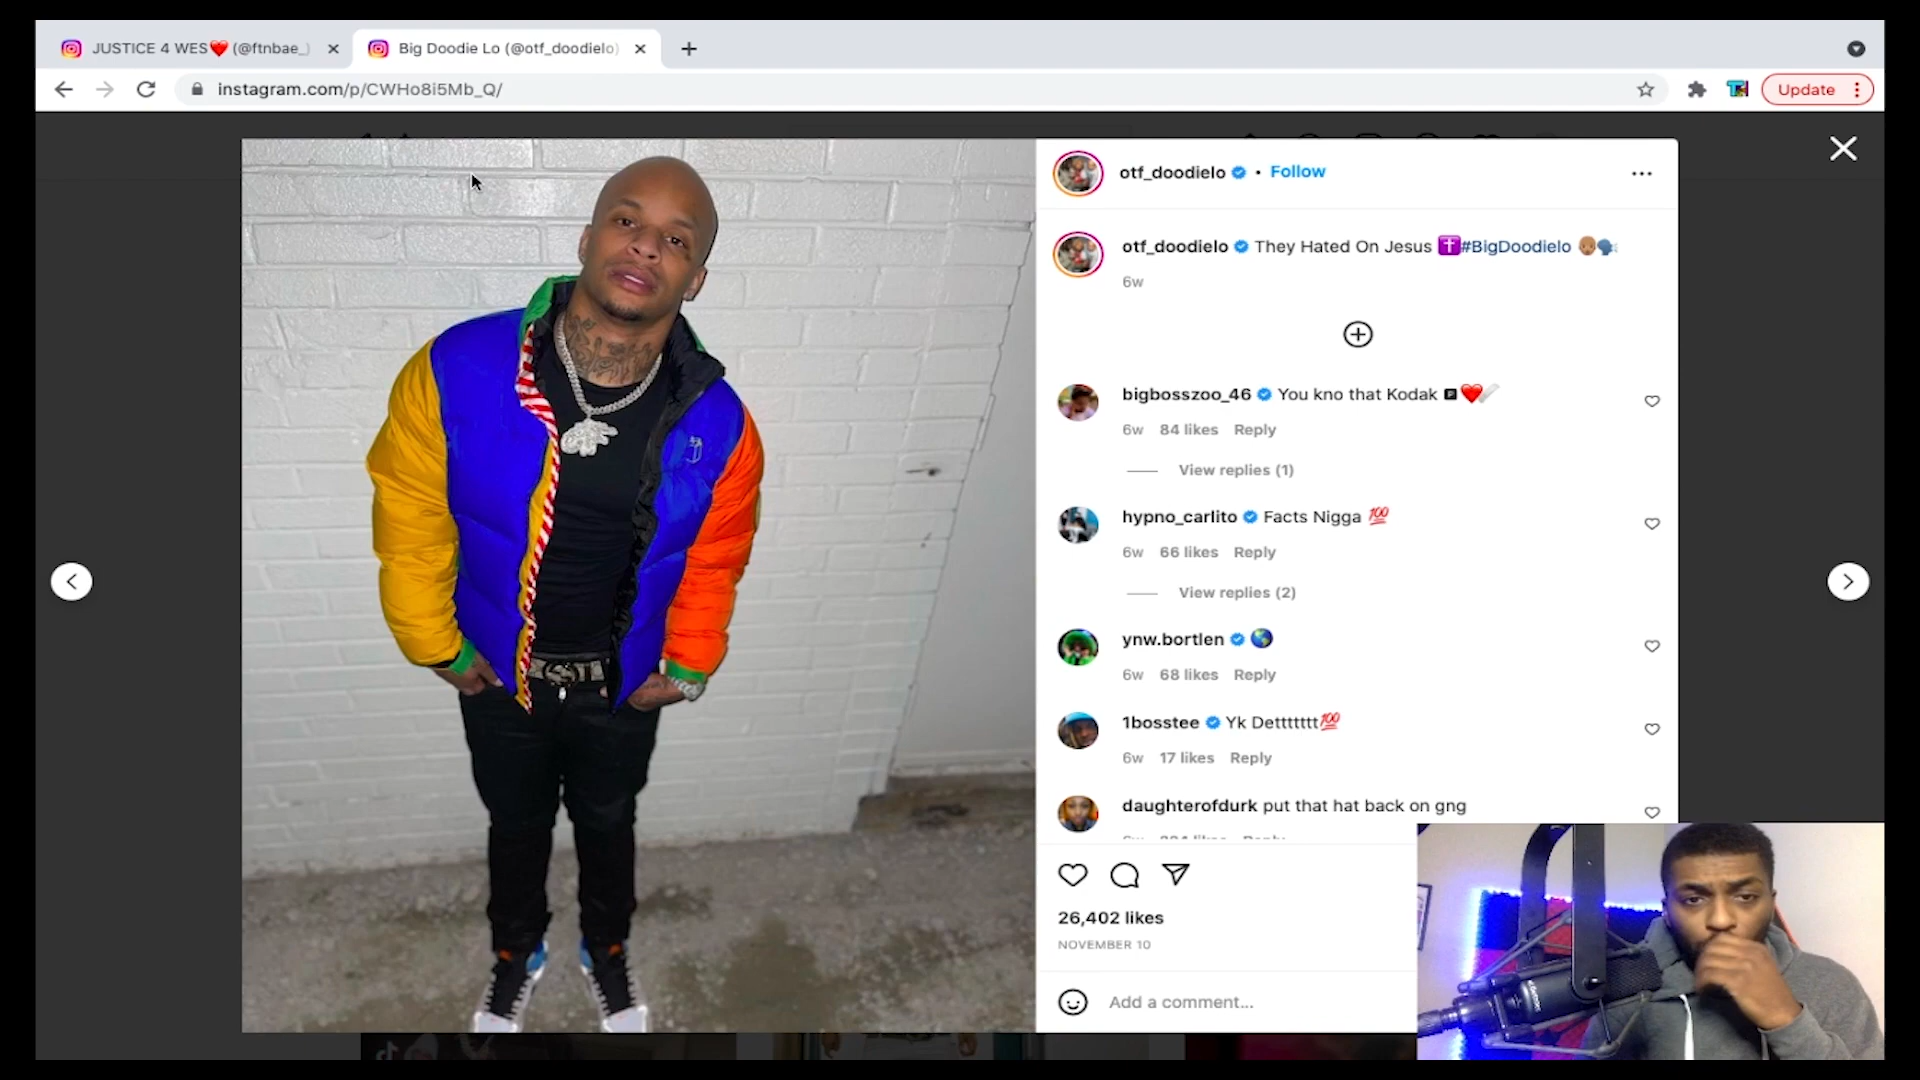 JUSTICE 4 WES❤️ (@ftnbae_)
Big Doodie Lo (@otf_doodielo)
instagram.com/p/CWHo8i5Mb_Q/
Update
otf_doodielo • Follow
otf_doodielo They Hated On Jesus ✝️#BigDoodielo 👨🏽‍🦲🗣
6w
bigbosszoo_46 You kno that Kodak 🅿❤️
6w 84 likes Reply
View replies (1)
hypno_carlito Facts Nigga 💯
6w 66 likes Reply
View replies (2)
ynw.bortlen 🌎
6w 68 likes Reply
1bosstee Yk Dettttttt💯
6w 17 likes Reply
daughterofdurk put that hat back on gng
26,402 likes
NOVEMBER 10
Add a comment...